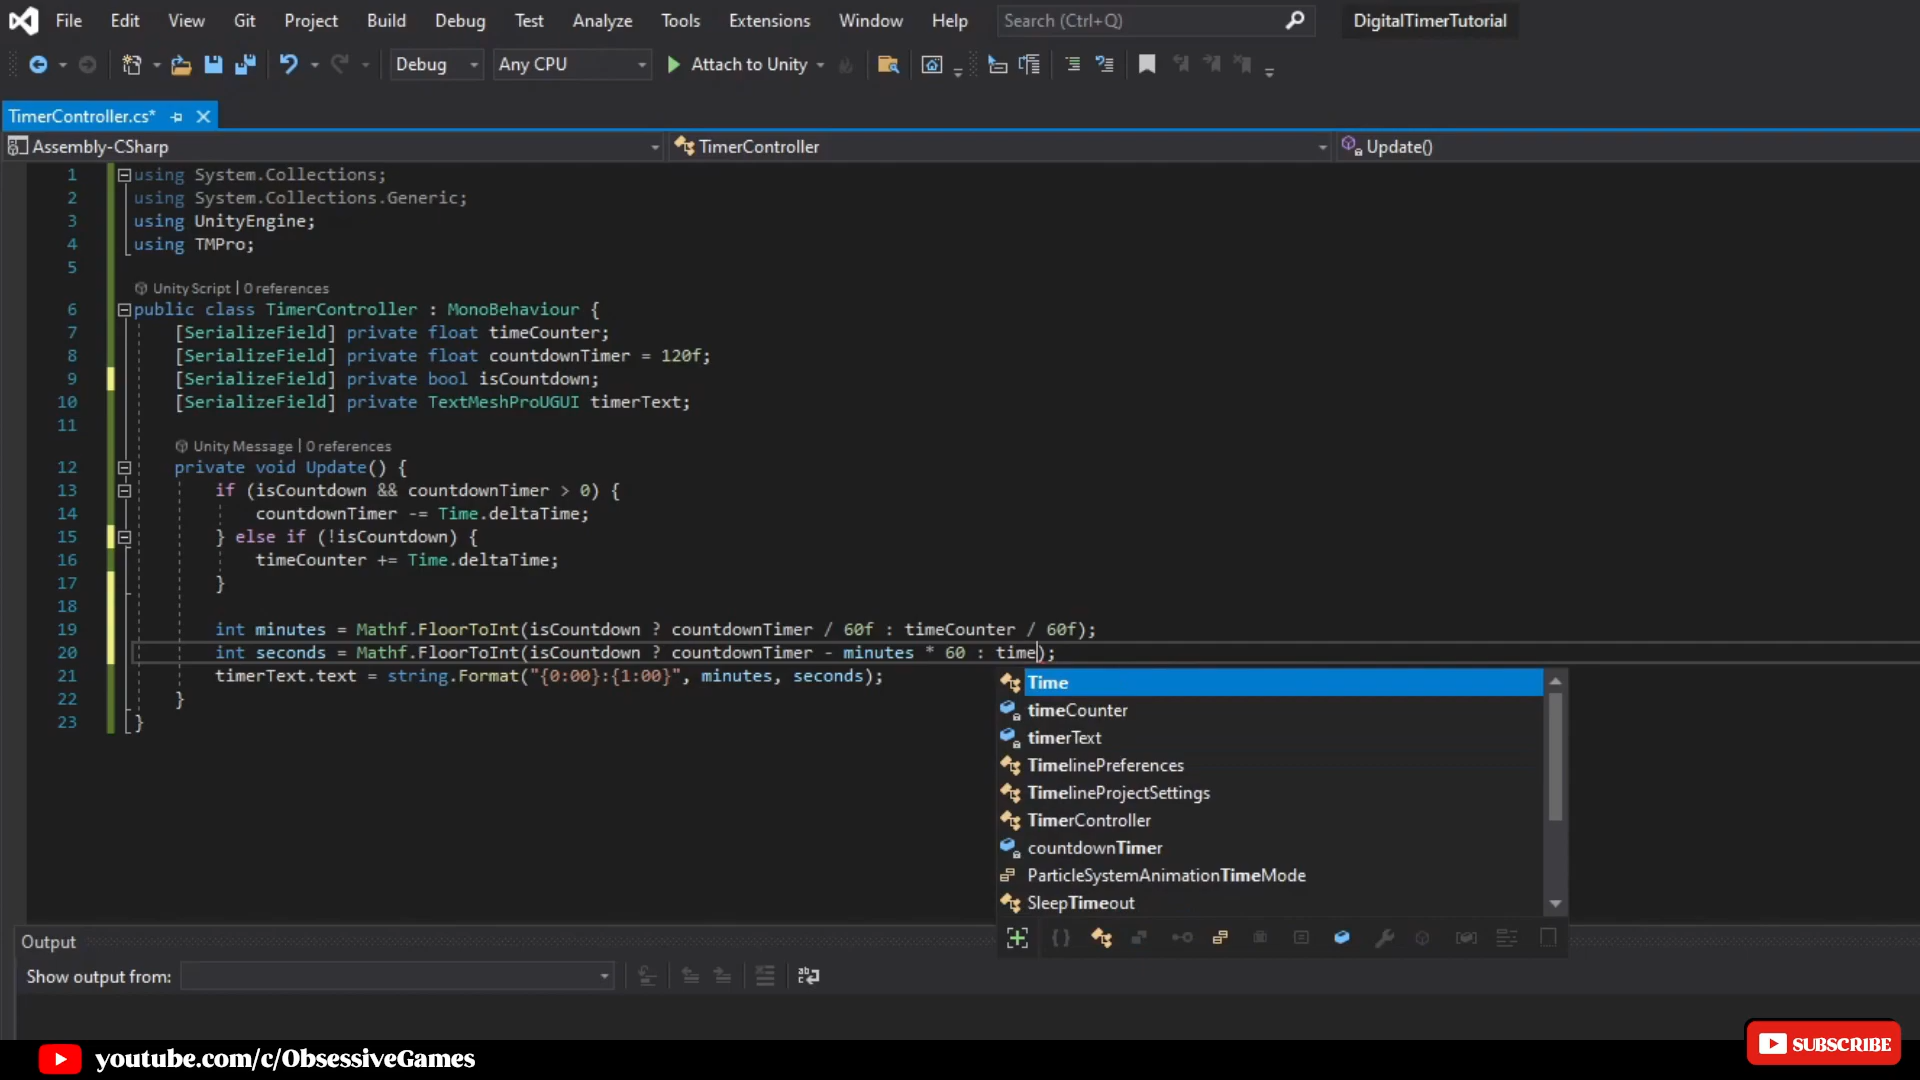 File Edit View Git Project Build Debug Test Analyze Tools Extensions Window Help Search (Ctrl+Q) DigitalTimerTutorial
Debug Any CPU Attach to Unity
TimerController.cs*
Assembly-CSharp TimerController Update()
1 using System.Collections;
2 using System.Collections.Generic;
3 using UnityEngine;
4 using TMPro;
5
Unity Script | 0 references
6 public class TimerController : MonoBehaviour {
7 [SerializeField] private float timeCounter;
8 [SerializeField] private float countdownTimer = 120f;
9 [SerializeField] private bool isCountdown;
10 [SerializeField] private TextMeshProUGUI timerText;
11
Unity Message | 0 references
12 private void Update() {
13 if (isCountdown && countdownTimer > 0) {
14 countdownTimer -= Time.deltaTime;
15 } else if (!isCountdown) {
16 timeCounter += Time.deltaTime;
17 }
18
19 int minutes = Mathf.FloorToInt(isCountdown ? countdownTimer / 60f : timeCounter / 60f);
20 int seconds = Mathf.FloorToInt(isCountdown ? countdownTimer - minutes * 60 : time);
21 timerText.text = string.Format("{0:00}:{1:00}", minutes, seconds);
22 }
23 }
Time
timeCounter
timerText
TimelinePreferences
TimelineProjectSettings
TimerController
countdownTimer
ParticleSystemAnimationTimeMode
SleepTimeout
Output
Show output from:
youtube.com/c/ObsessiveGames
SUBSCRIBE